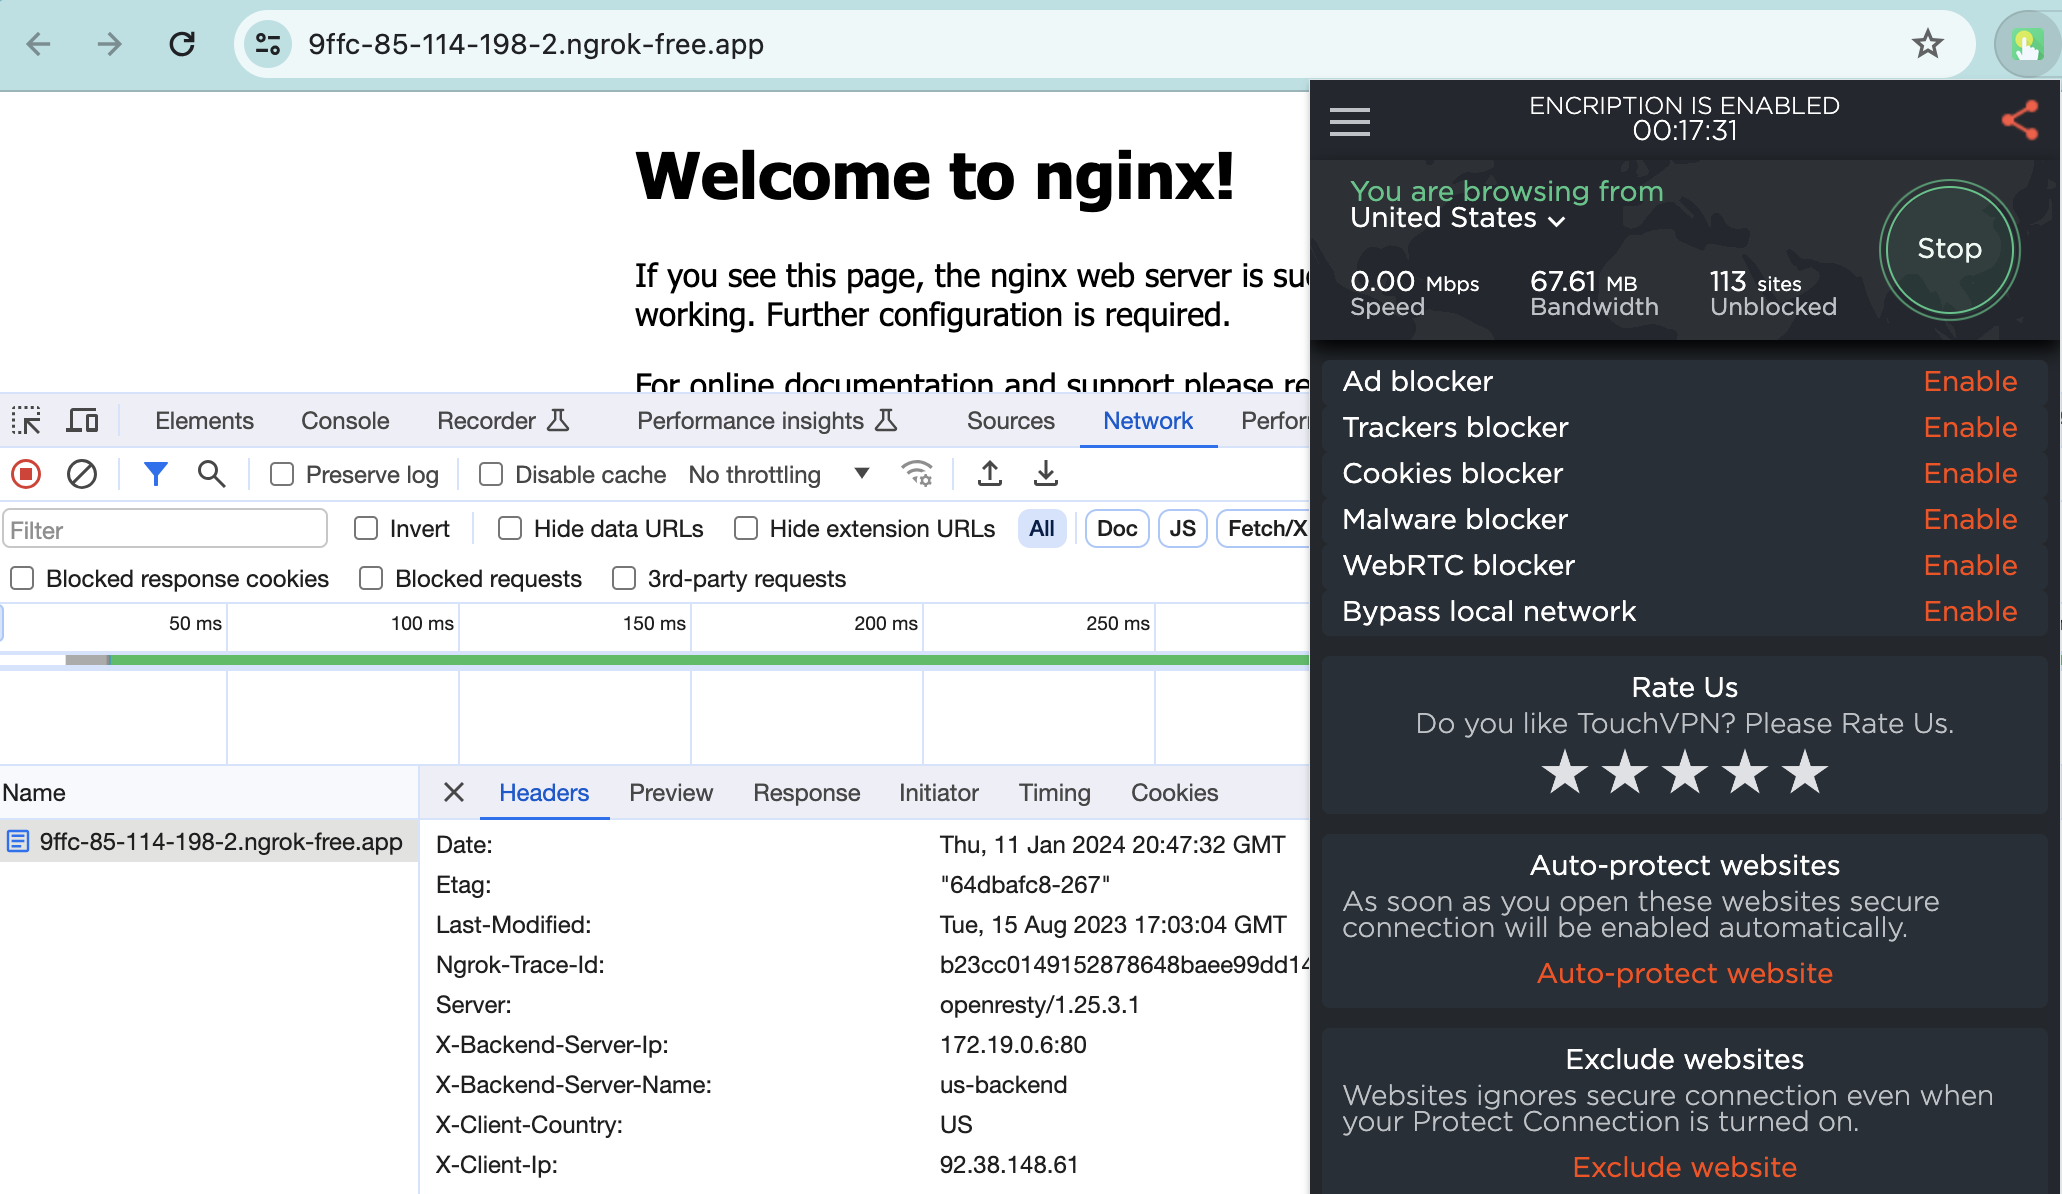 9ffc-85-114-198-2.ngrok-free.app
Welcome to nginx!
If you see this page, the nginx web server is
working. Further configuration is required.
For online documentation and support please
Elements Console Recorder Performance insights Sources Network
Preserve log Disable cache No throttling
Filter Invert Hide data URLs Hide extension URLs All Doc JS Fetch/X
Blocked response cookies Blocked requests 3rd-party requests
50 ms 100 ms 150 ms 200 ms 250 ms
Name
9ffc-85-114-198-2.ngrok-free.app
Headers Preview Response Initiator Timing Cookies
Date: Thu, 11 Jan 2024 20:47:32 GMT
Etag: "64dbafc8-267"
Last-Modified: Tue, 15 Aug 2023 17:03:04 GMT
Ngrok-Trace-Id: b23cc0149152878648baee99dd14
Server: openresty/1.25.3.1
X-Backend-Server-Ip: 172.19.0.6:80
X-Backend-Server-Name: us-backend
X-Client-Country: US
X-Client-Ip: 92.38.148.61
ENCRIPTION IS ENABLED
00:17:31
You are browsing from
United States
Stop
0.00 Mbps 67.61 MB 113 sites
Speed Bandwidth Unblocked
Ad blocker Enable
Trackers blocker Enable
Cookies blocker Enable
Malware blocker Enable
WebRTC blocker Enable
Bypass local network Enable
Rate Us
Do you like TouchVPN? Please Rate Us.
Auto-protect websites
As soon as you open these websites secure
connection will be enabled automatically.
Auto-protect website
Exclude websites
Websites ignores secure connection even when
your Protect Connection is turned on.
Exclude website